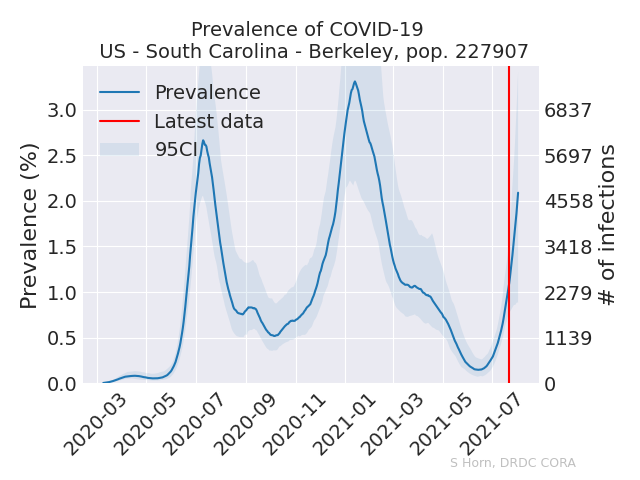 Prevalence of COVID-19
US - South Carolina - Berkeley, pop. 227907
Prevalence
Latest data
95CI
Prevalence (%)
3.0
2.5
2.0
1.5
1.0
0.5
0.0
6837
5697
4558
3418
2279
1139
0
# of infections
2020-03
2020-05
2020-07
2020-09
2020-11
2021-01
2021-03
2021-05
2021-07
S Horn, DRDC CORA